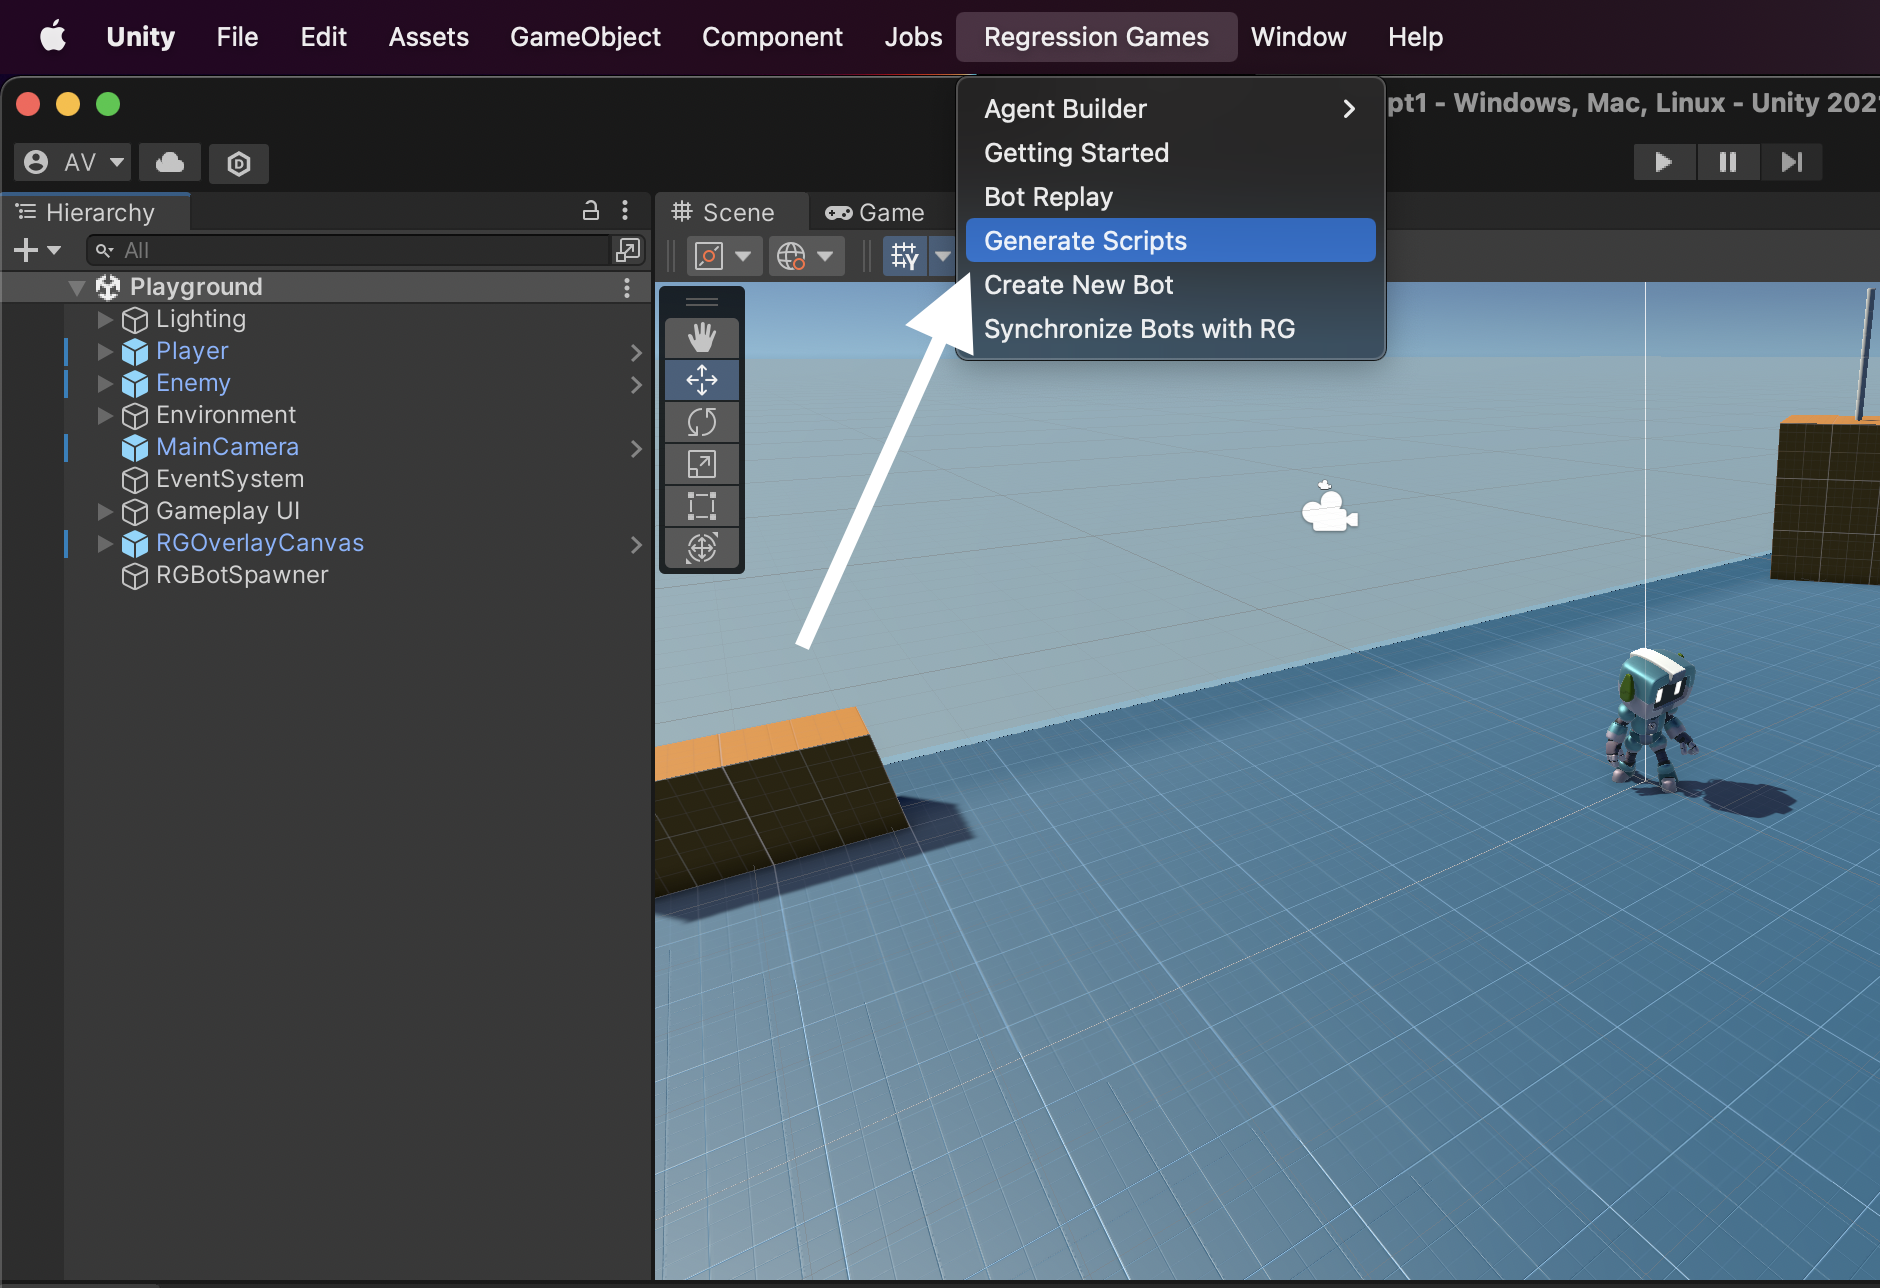 Unity File Edit Assets GameObject Component Jobs Regression Games Window Help
pt1 - Windows, Mac, Linux - Unity 202
Agent Builder
Getting Started
Bot Replay
Generate Scripts
Create New Bot
Synchronize Bots with RG
AV
Hierarchy
All
Playground
Lighting
Player
Enemy
Environment
MainCamera
EventSystem
Gameplay UI
RGOverlayCanvas
RGBotSpawner
Scene Game
Y